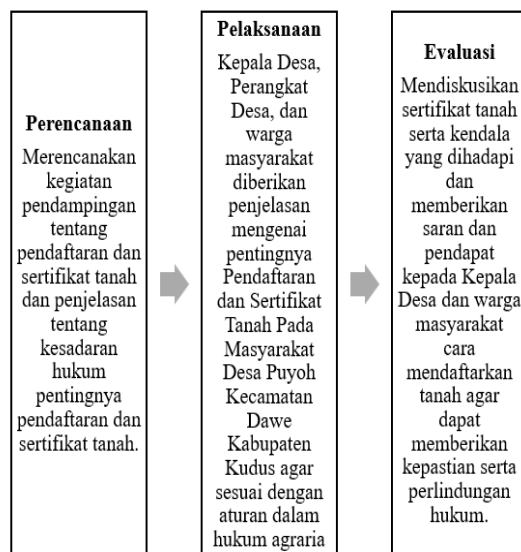 Perencanaan
Merencanakan
kegiatan
pendampingan
tentang
pendaftaran dan
sertifikat tanah
dan penjelasan
tentang
kesadaran
hukum
pentingnya
pendaftaran dan
sertifikat tanah.
Pelaksanaan
Kepala Desa,
Perangkat
Desa, dan
warga
masyarakat
diberikan
penjelasan
mengenai
pentingnya
Pendaftaran
dan Sertifikat
Tanah Pada
Masyarakat
Desa Puyoh
Kecamatan
Dawe
Kabupaten
Kudus agar
sesuai dengan
aturan dalam
hukum agraria
Evaluasi
Mendiskusikan
sertifikat tanah
serta kendala
yang dihadapi
dan
memberikan
saran dan
pendapat
kepada Kepala
Desa dan warga
masyarakat
cara
mendaftarkan
tanah agar
dapat
memberikan
kepastian serta
perlindungan
hukum.